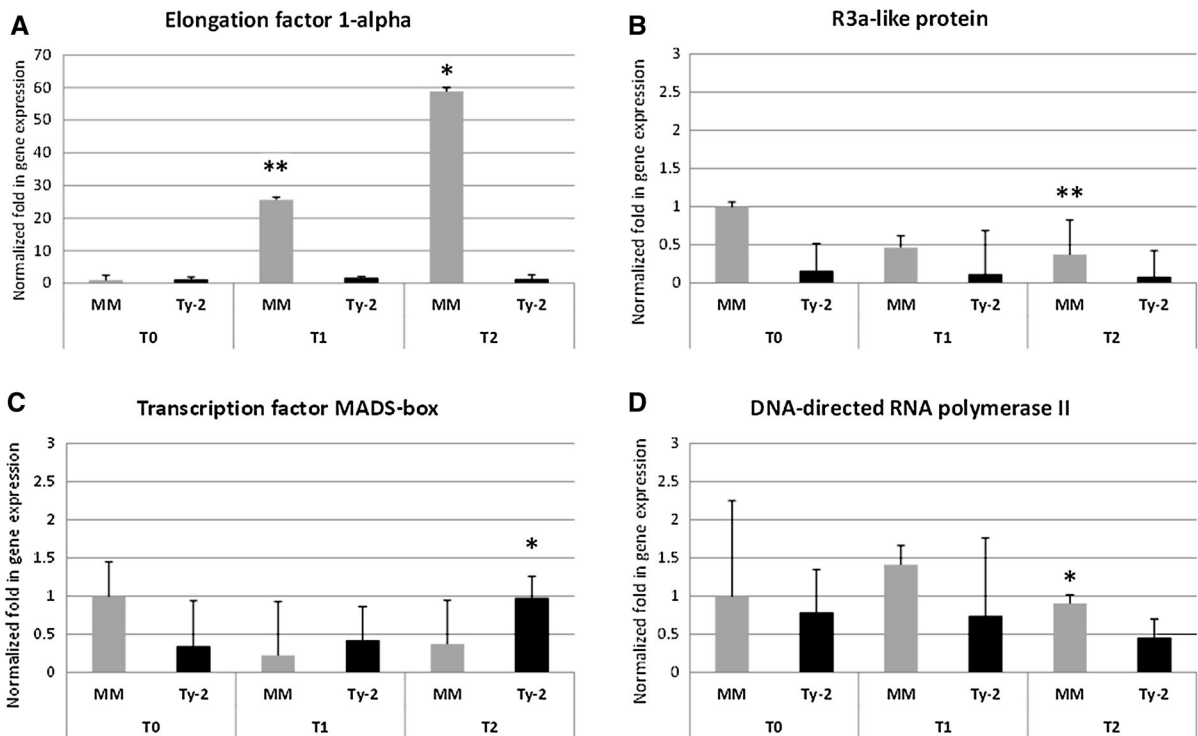 A
Elongation factor 1-alpha
Normalized fold in gene expression
70
60
50
40
30
20
10
0
**
*
MM Ty-2 MM Ty-2 MM Ty-2
T0 T1 T2
B
R3a-like protein
Normalized fold in gene expression
3
2.5
2
1.5
1
0.5
0
**
MM Ty-2 MM Ty-2 MM Ty-2
T0 T1 T2
C
Transcription factor MADS-box
Normalized fold in gene expression
3
2.5
2
1.5
1
0.5
0
*
MM Ty-2 MM Ty-2 MM Ty-2
T0 T1 T2
D
DNA-directed RNA polymerase II
Normalized fold in gene expression
3
2.5
2
1.5
1
0.5
0
*
MM Ty-2 MM Ty-2 MM Ty-2
T0 T1 T2